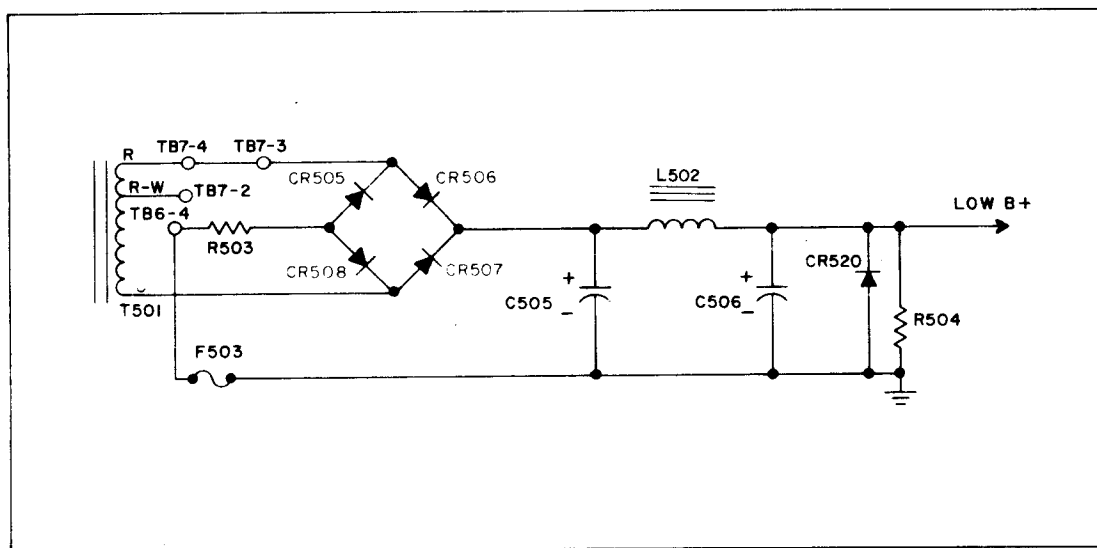 R
TB7-4
TB7-3
CR505
CR506
R-W
TB7-2
TB6-4
R503
L502
LOW B+
CR508
CR507
CR520
+
C505
-
+
C506
-
R504
T501
F503